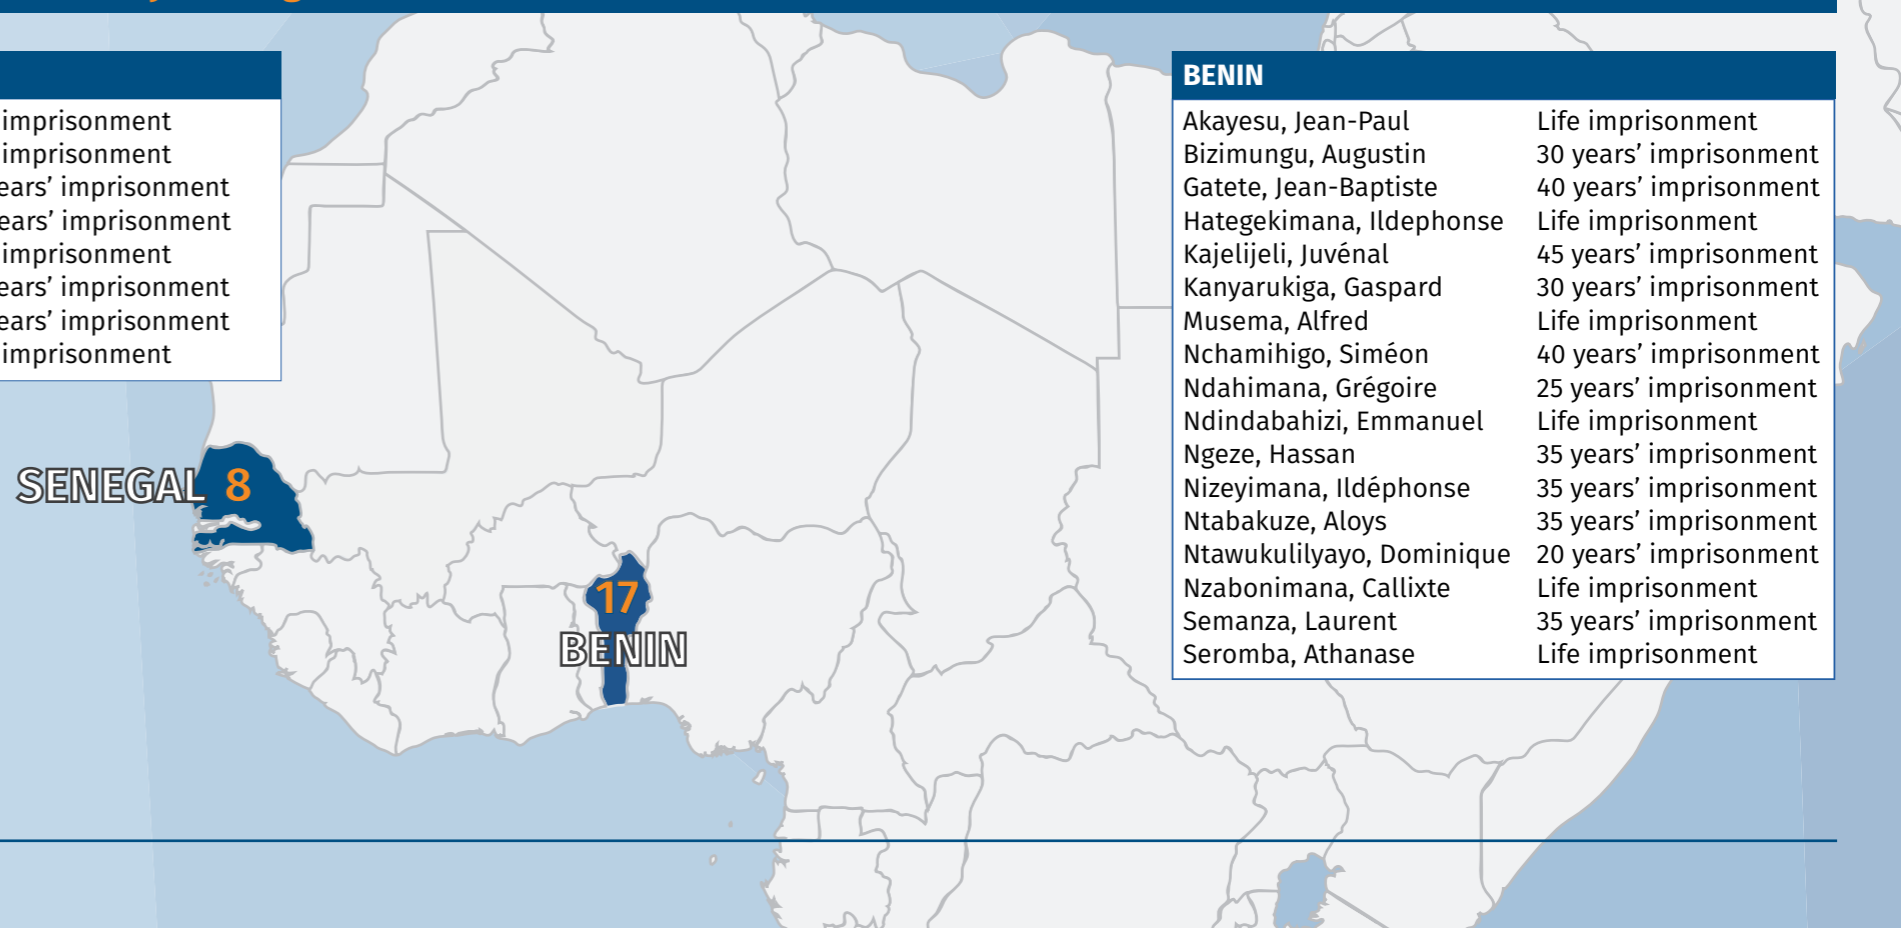 imprisonment
imprisonment
imprisonment
imprisonment
imprisonment
imprisonment
imprisonment
imprisonment
BENIN
Akayesu, Jean-Paul Life imprisonment
Bizimungu, Augustin 30 years’ imprisonment
Gatete, Jean-Baptiste 40 years’ imprisonment
Hategekimana, Ildephonse Life imprisonment
Kajelijeli, Juvénal 45 years’ imprisonment
Kanyarukiga, Gaspard 30 years’ imprisonment
Musema, Alfred Life imprisonment
Nchamihigo, Siméon 40 years’ imprisonment
Ndahimana, Grégoire 25 years’ imprisonment
Ndindabahizi, Emmanuel Life imprisonment
Ngeze, Hassan 35 years’ imprisonment
Nizeyimana, Ildéphonse 35 years’ imprisonment
Ntabakuze, Aloys 35 years’ imprisonment
Ntawukulilyayo, Dominique 20 years’ imprisonment
Nzabonimana, Callixte Life imprisonment
Semanza, Laurent 35 years’ imprisonment
Seromba, Athanase Life imprisonment
SENEGAL 8
17
BENIN